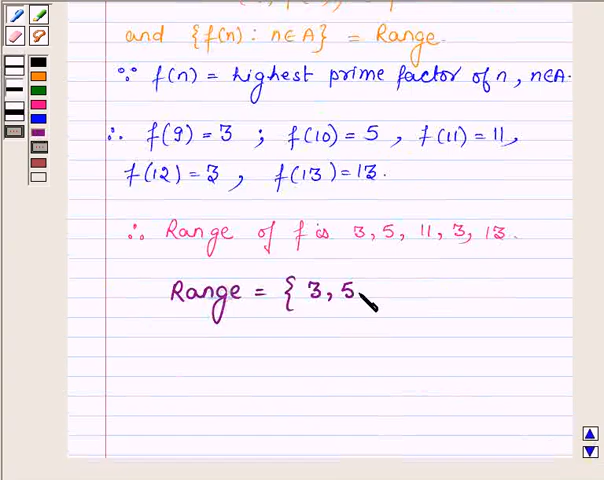 and {f(n) : n∈A} = Range.
∵ f(n) = highest prime factor of n, n∈A.
∴ f(9) = 3 ; f(10) = 5 , f(11) = 11,
f(12) = 3 , f(13) = 13.
∴ Range of f is 3, 5, 11, 3, 13.
Range = { 3, 5